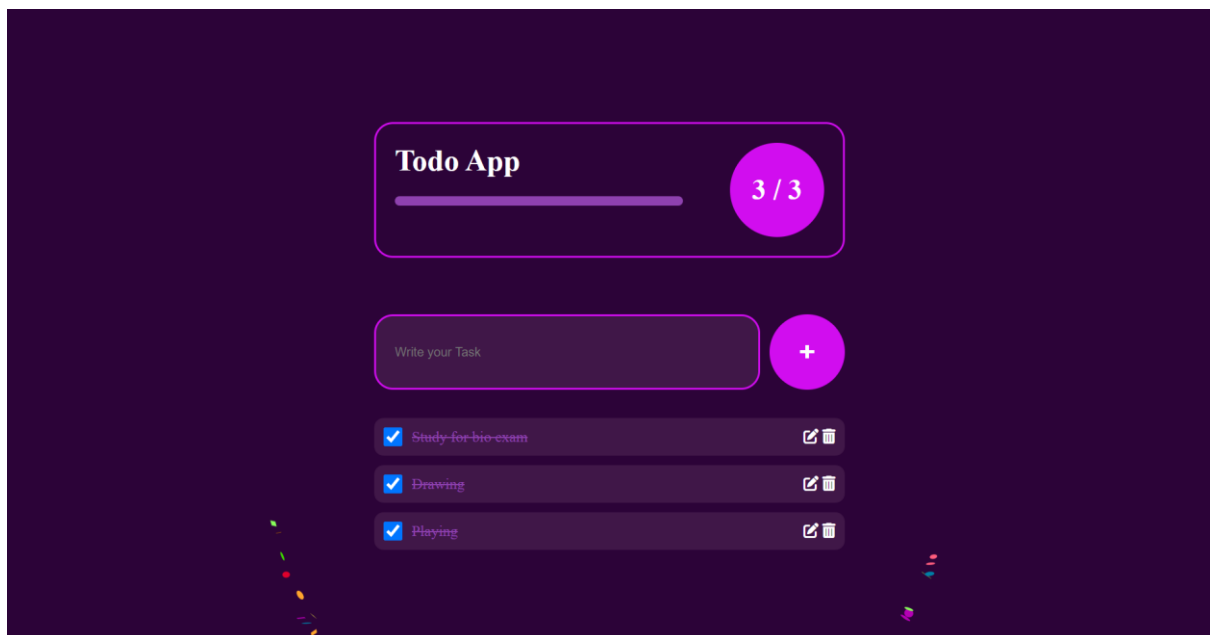 Todo App
3 / 3
Write your Task
+
Study for bio exam
Drawing
Playing